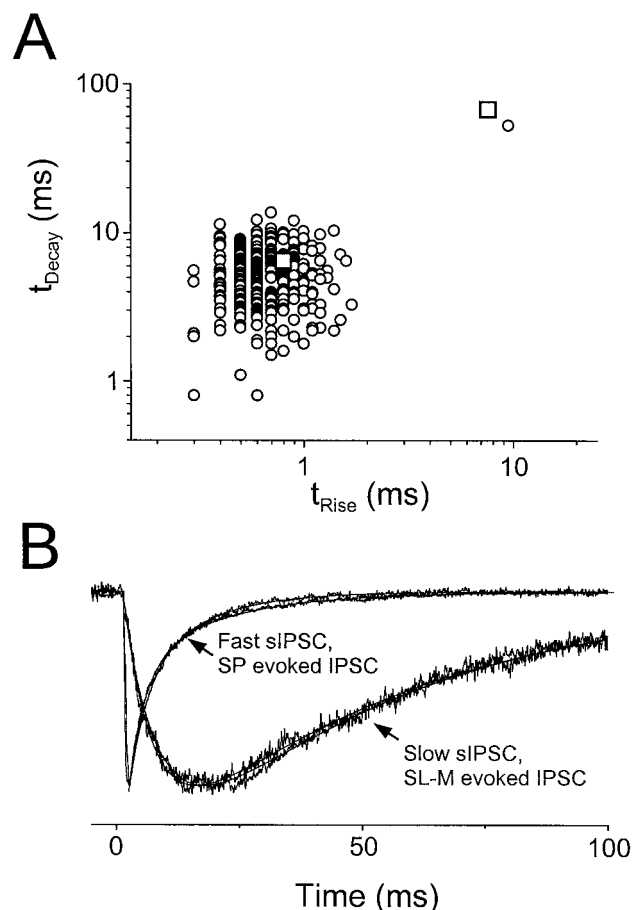 A
100
10
1
t_Decay (ms)
1
10
t_Rise (ms)
B
Fast sIPSC,
SP evoked IPSC
Slow sIPSC,
SL-M evoked IPSC
0
50
100
Time (ms)